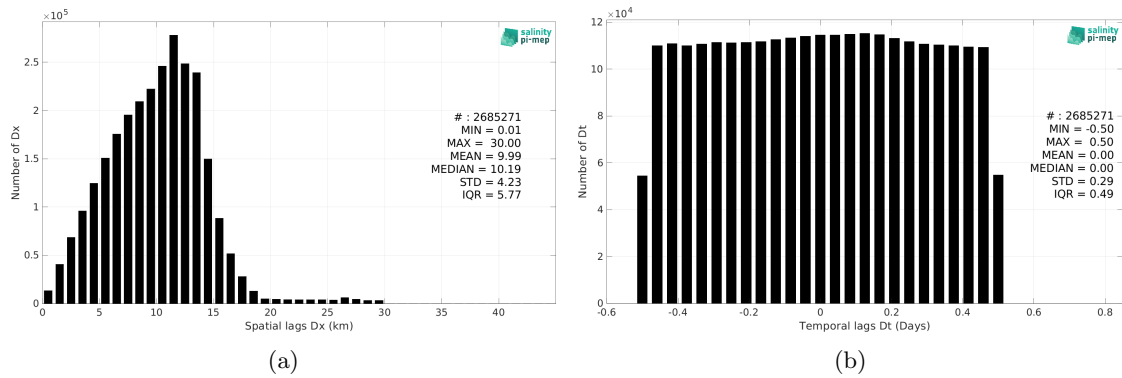 ×10⁵
salinity
pi-mep
2.5
2
1.5
1
0.5
0
Number of Dx
# : 2685271
MIN = 0.01
MAX = 30.00
MEAN = 9.99
MEDIAN = 10.19
STD = 4.23
IQR = 5.77
0 5 10 15 20 25 30 35 40
Spatial lags Dx (km)
(a)
×10⁴
salinity
pi-mep
12
10
8
6
4
2
0
Number of Dt
# : 2685271
MIN = -0.50
MAX = 0.50
MEAN = 0.00
MEDIAN = 0.00
STD = 0.29
IQR = 0.49
-0.6 -0.4 -0.2 0 0.2 0.4 0.6 0.8
Temporal lags Dt (Days)
(b)